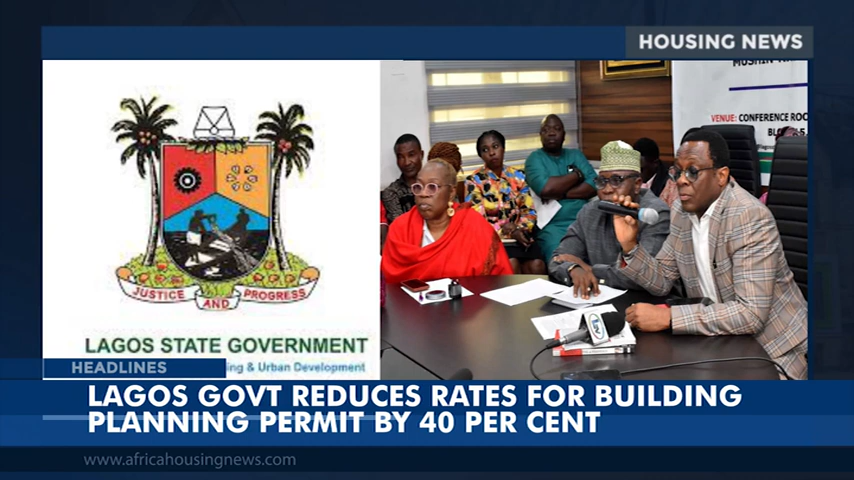 HOUSING NEWS
VENUE: CONFERENCE ROO
JUSTICE AND PROGRESS
LAGOS STATE GOVERNMENT
ing & Urban Development
HEADLINES
LAGOS GOVT REDUCES RATES FOR BUILDING
PLANNING PERMIT BY 40 PER CENT
www.africahousingnews.com